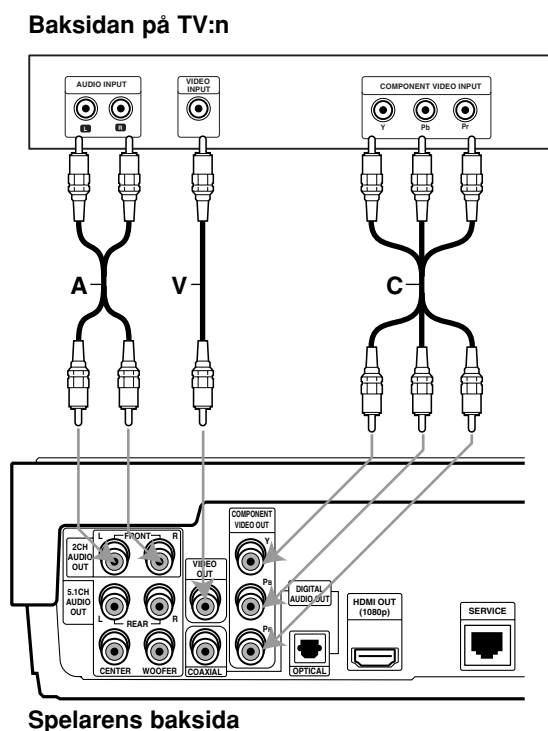 Baksidan på TV:n
AUDIO INPUT
L R
VIDEO
INPUT
COMPONENT VIDEO INPUT
Y Pb Pr
A
V
C
2CH
AUDIO
OUT
L FRONT R
5.1CH
AUDIO
OUT
L REAR R
CENTER WOOFER
VIDEO
OUT
COAXIAL
COMPONENT
VIDEO OUT
Y
PB
PR
DIGITAL
AUDIO OUT
OPTICAL
HDMI OUT
(1080p)
SERVICE
Spelarens baksida